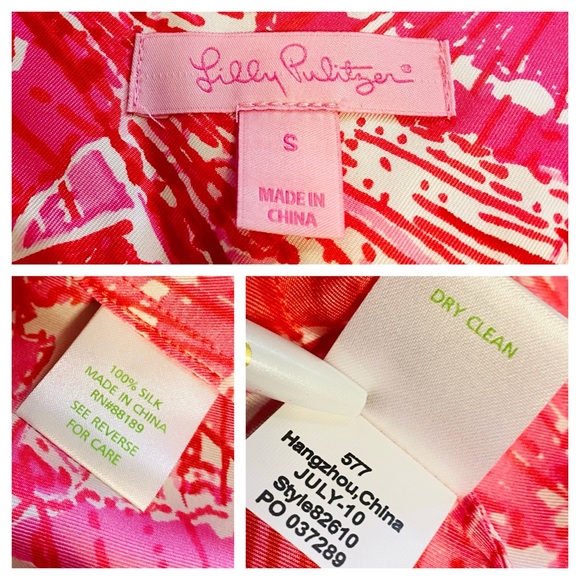 Lilly Pulitzer®
S
MADE IN
CHINA
100% SILK
MADE IN CHINA
RN#88189
SEE REVERSE
FOR CARE
DRY CLEAN
577
Hangzhou,China
JULY-10
Style82610
PO 037289